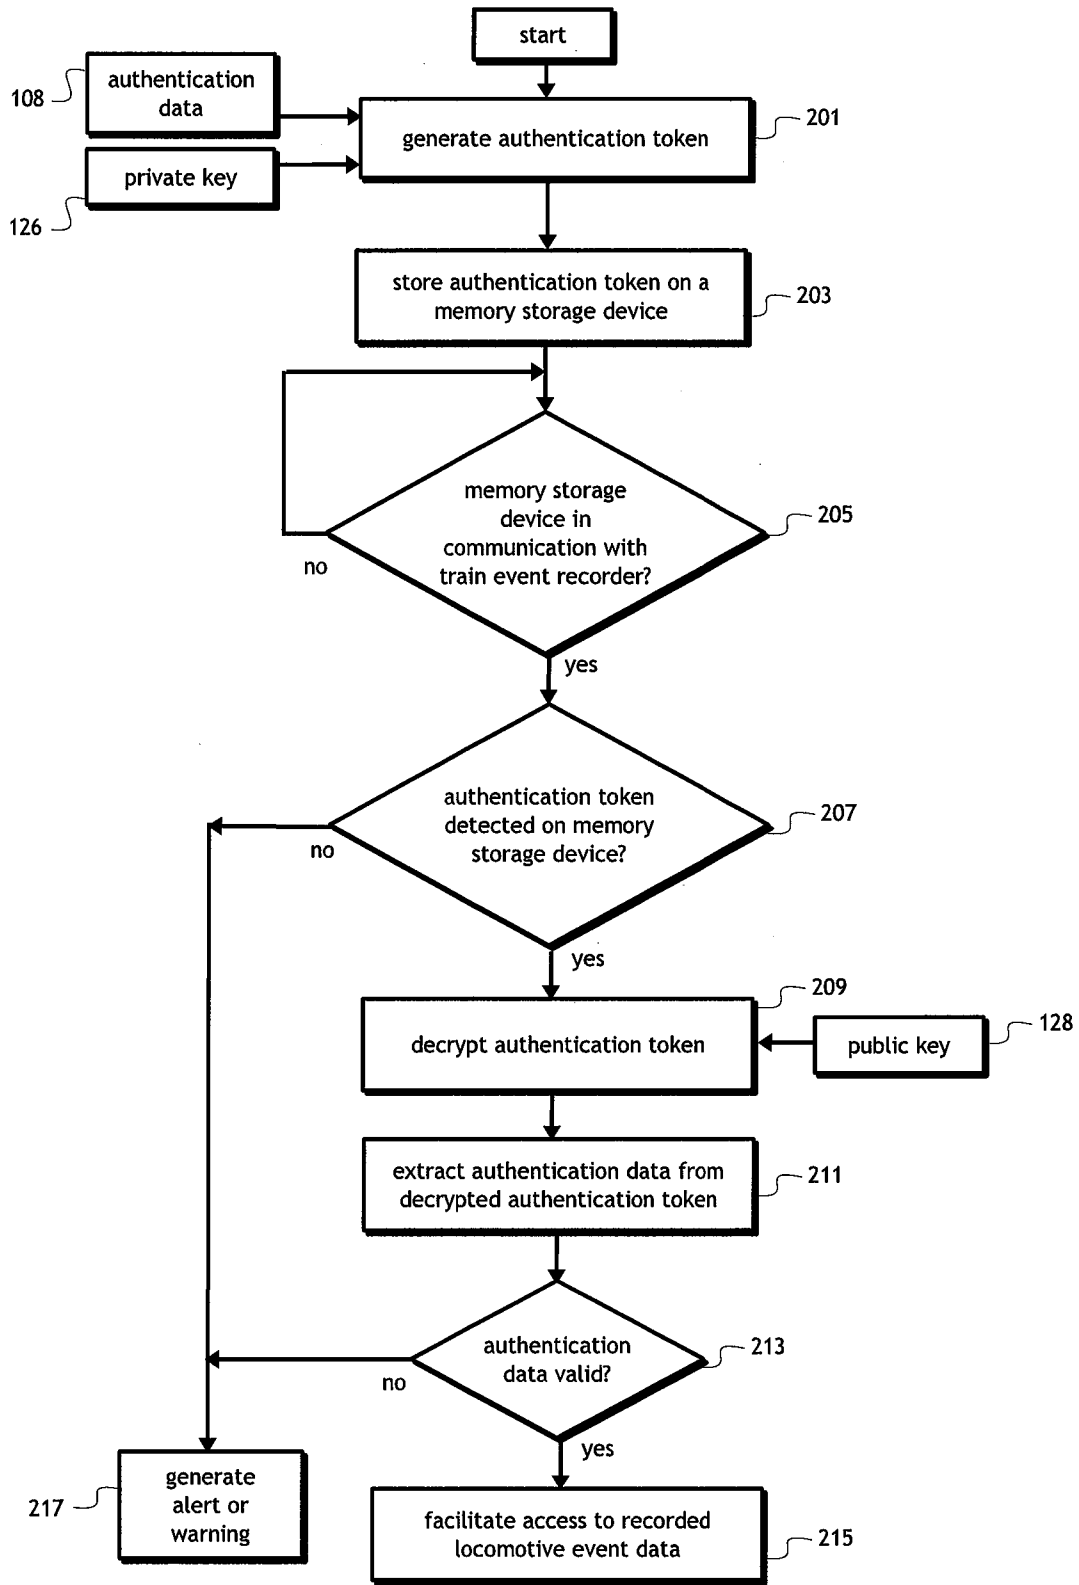 start
authentication
data
108
generate authentication token
201
private key
126
store authentication token on a
memory storage device
203
memory storage
device in
communication with
train event recorder?
205
no
yes
authentication token
detected on memory
storage device?
207
no
yes
209
decrypt authentication token
public key
128
extract authentication data from
decrypted authentication token
211
authentication
data valid?
213
no
yes
generate
alert or
warning
217
facilitate access to recorded
locomotive event data
215